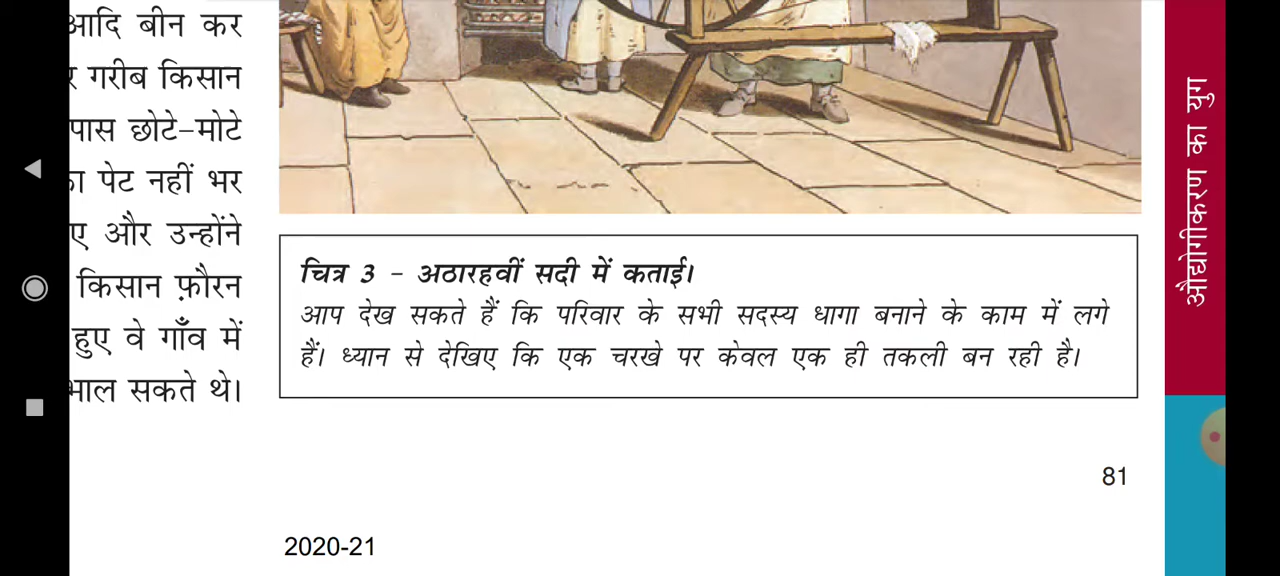 आदि बीन कर
गरीब किसान
पास छोटे-मोटे
पेट नहीं भर
और उन्होंने
किसान फ़ौरन
हुए वे गाँव में
सकते थे।
चित्र 3 - अठारहवीं सदी में कताई।
आप देख सकते हैं कि परिवार के सभी सदस्य धागा बनाने के काम में लगे
हैं। ध्यान से देखिए कि एक चरखे पर केवल एक ही तकली बन रही है।
औद्योगीकरण का युग
81
2020-21